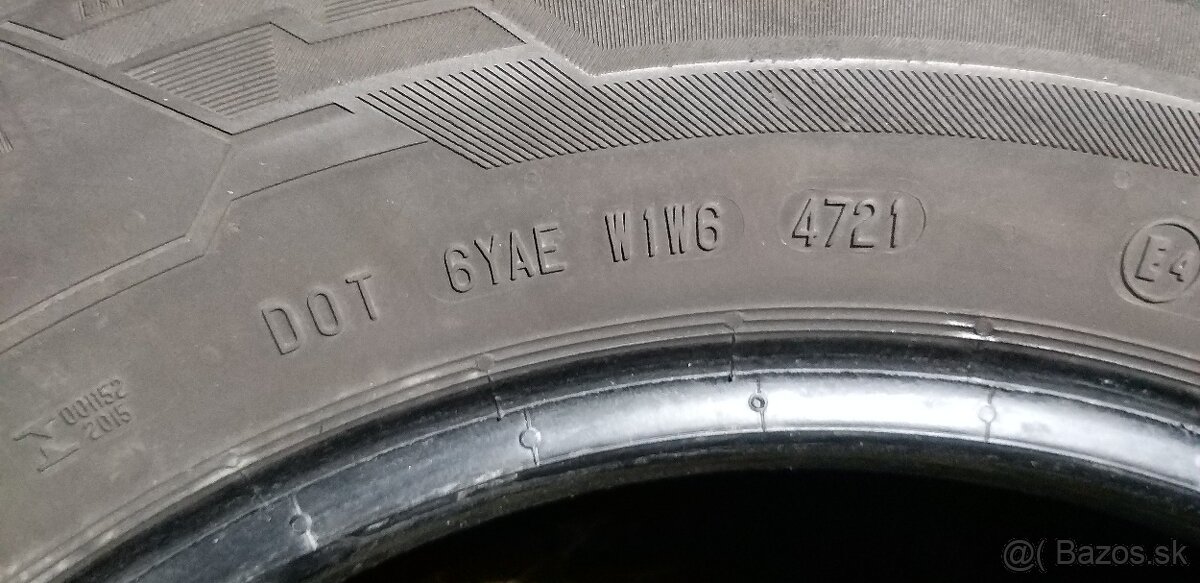 DOT 6YAE W1W6 4721
E4
001152
2015
@( Bazos.sk